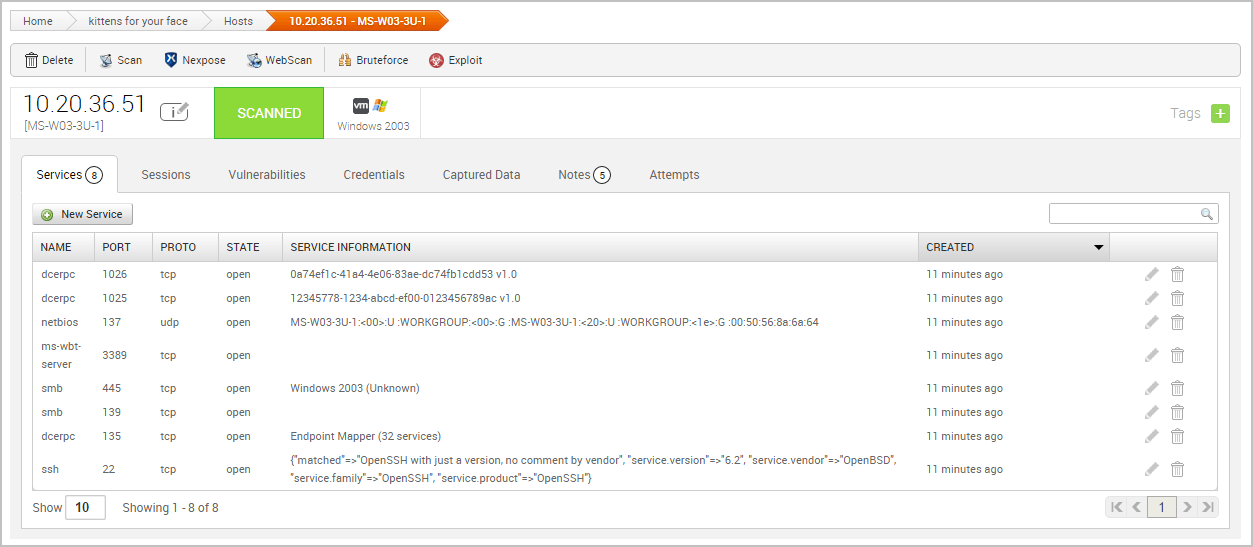 Home kittens for your face Hosts 10.20.36.51 - MS-W03-3U-1
Delete Scan Nexpose WebScan Bruteforce Exploit
10.20.36.51
[MS-W03-3U-1]
SCANNED
vm
Windows 2003
Tags
Services 8 Sessions Vulnerabilities Credentials Captured Data Notes 5 Attempts
New Service
NAME PORT PROTO STATE SERVICE INFORMATION CREATED
dcerpc 1026 tcp open 0a74ef1c-41a4-4e06-83ae-dc74fb1cdd53 v1.0 11 minutes ago
dcerpc 1025 tcp open 12345778-1234-abcd-ef00-0123456789ac v1.0 11 minutes ago
netbios 137 udp open MS-W03-3U-1:<00>:U :WORKGROUP:<00>:G :MS-W03-3U-1:<20>:U :WORKGROUP:<1e>:G :00:50:56:8a:6a:64 11 minutes ago
ms-wbt-
server 3389 tcp open 11 minutes ago
smb 445 tcp open Windows 2003 (Unknown) 11 minutes ago
smb 139 tcp open 11 minutes ago
dcerpc 135 tcp open Endpoint Mapper (32 services) 11 minutes ago
ssh 22 tcp open {"matched"=>"OpenSSH with just a version, no comment by vendor", "service.version"=>"6.2", "service.vendor"=>"OpenBSD", 11 minutes ago
"service.family"=>"OpenSSH", "service.product"=>"OpenSSH"}
Show 10 Showing 1 - 8 of 8 1